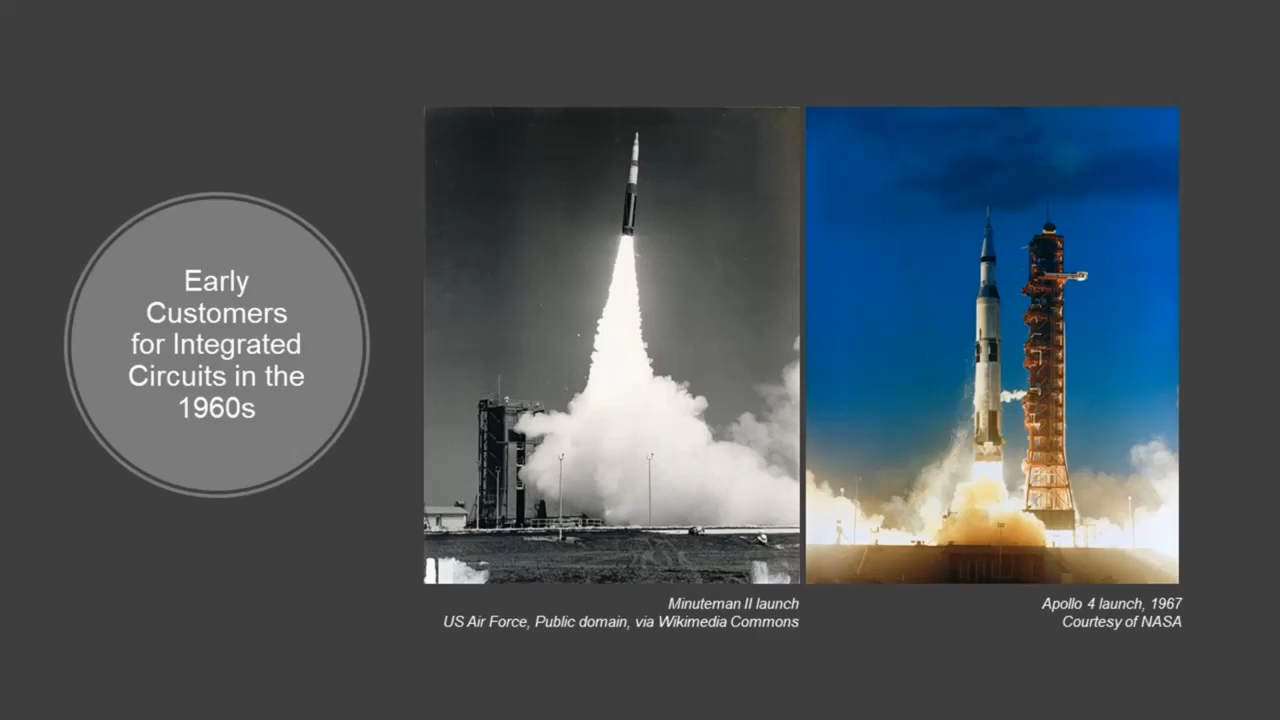 Early
Customers
for Integrated
Circuits in the
1960s
Minuteman II launch
US Air Force, Public domain, via Wikimedia Commons
Apollo 4 launch, 1967
Courtesy of NASA